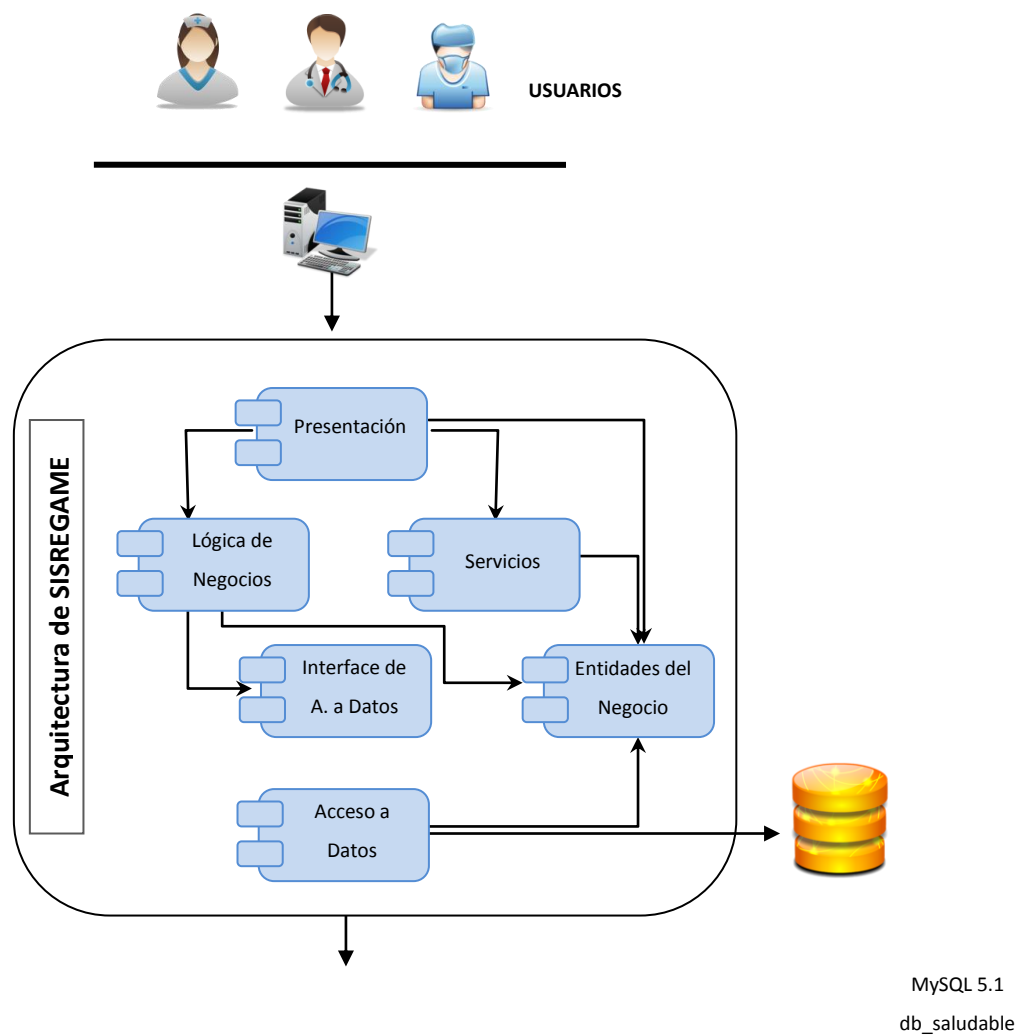 USUARIOS
Arquitectura de SISREGAME
Presentación
Lógica de
Negocios
Servicios
Interface de
A. a Datos
Entidades del
Negocio
Acceso a
Datos
MySQL 5.1
db_saludable